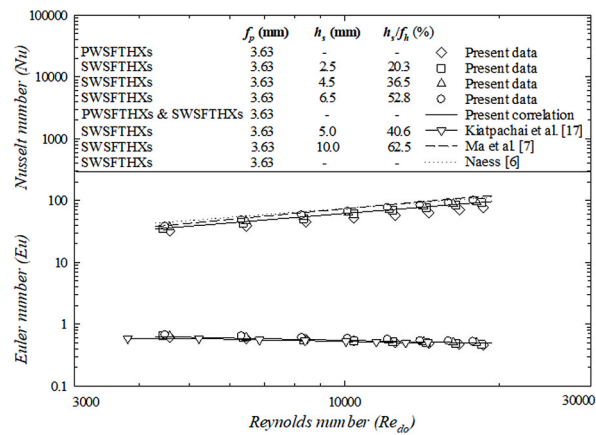 f_p (mm) h_s (mm) h_s/f_h (%)
PWSFTHXs 3.63 - - Present data
SWSFTHXs 3.63 2.5 20.3 Present data
SWSFTHXs 3.63 4.5 36.5 Present data
SWSFTHXs 3.63 6.5 52.8 Present data
PWSFTHXs & SWSFTHXs 3.63 - - Present correlation
SWSFTHXs 3.63 5.0 40.6 Kiatpachai et al. [17]
SWSFTHXs 3.63 10.0 62.5 Ma et al. [7]
SWSFTHXs 3.63 - - Naess [6]
Nusselt number (Nu)
Euler number (Eu)
100000
10000
1000
100
10
1
0.1
3000 10000 30000
Reynolds number (Re_do)